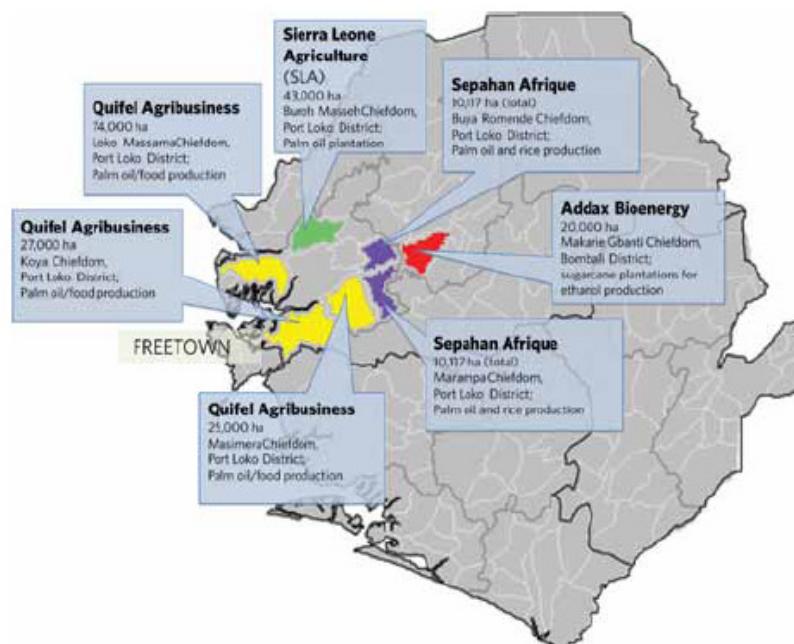 Sierra Leone
Agriculture
(SLA)
43,000 ha
Bureh MassehChiefdom,
Port Loko District;
Palm oil plantation
Sepahan Afrique
10,117 ha (total)
Buya Romende Chiefdom,
Port Loko District;
Palm oil and rice production
Quifel Agribusiness
74,000 ha
Loko MassamaChiefdom,
Port Loko District;
Palm oil/food production
Quifel Agribusiness
27,000 ha
Koya Chiefdom,
Port Loko District;
Palm oil/food production
Addax Bioenergy
20,000 ha
Makarie Gbanti Chiefdom,
Bombali District;
sugarcane plantations for
ethanol production
FREETOWN
Sepahan Afrique
10,117 ha (total)
MarampaChiefdom,
Port Loko District;
Palm oil and rice production
Quifel Agribusiness
25,000 ha
MasimeraChiefdom,
Port Loko District;
Palm oil/food production